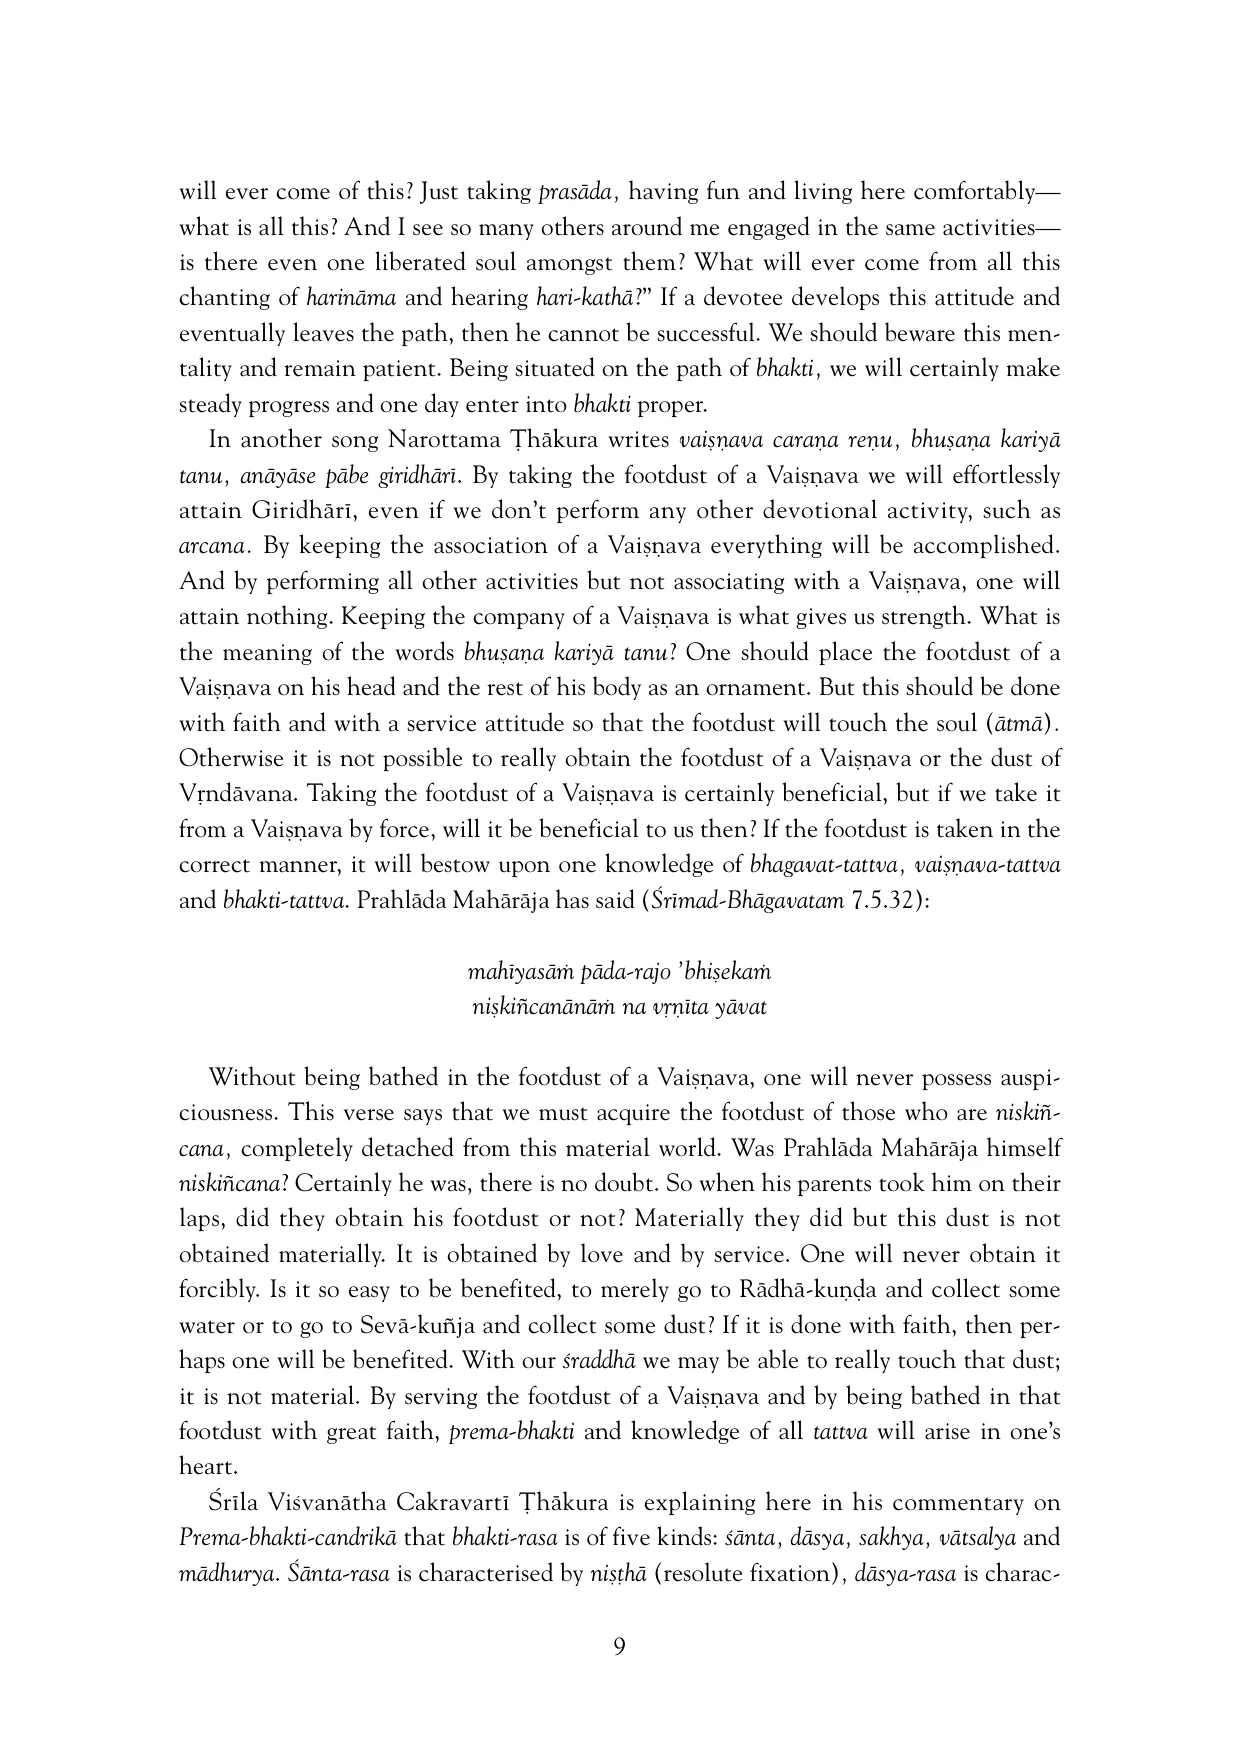 will ever come of this? Just taking prasāda, having fun and living here comfortably—
what is all this? And I see so many others around me engaged in the same activities—
is there even one liberated soul amongst them? What will ever come from all this
chanting of harināma and hearing hari-kathā?” If a devotee develops this attitude and
eventually leaves the path, then he cannot be successful. We should beware this men-
tality and remain patient. Being situated on the path of bhakti, we will certainly make
steady progress and one day enter into bhakti proper.
In another song Narottama Ṭhākura writes vaiṣṇava caraṇa reṇu, bhuṣaṇa kariyā
tanu, anāyāse pābe giridhārī. By taking the footdust of a Vaiṣṇava we will effortlessly
attain Giridhārī, even if we don’t perform any other devotional activity, such as
arcana. By keeping the association of a Vaiṣṇava everything will be accomplished.
And by performing all other activities but not associating with a Vaiṣṇava, one will
attain nothing. Keeping the company of a Vaiṣṇava is what gives us strength. What is
the meaning of the words bhuṣaṇa kariyā tanu? One should place the footdust of a
Vaiṣṇava on his head and the rest of his body as an ornament. But this should be done
with faith and with a service attitude so that the footdust will touch the soul (ātmā).
Otherwise it is not possible to really obtain the footdust of a Vaiṣṇava or the dust of
Vṛndāvana. Taking the footdust of a Vaiṣṇava is certainly beneficial, but if we take it
from a Vaiṣṇava by force, will it be beneficial to us then? If the footdust is taken in the
correct manner, it will bestow upon one knowledge of bhagavat-tattva, vaiṣṇava-tattva
and bhakti-tattva. Prahlāda Mahārāja has said (Śrīmad-Bhāgavatam 7.5.32):
mahīyasāṁ pāda-rajo ’bhiṣekaṁ
niṣkiñcanānāṁ na vṛṇīta yāvat
Without being bathed in the footdust of a Vaiṣṇava, one will never possess auspi-
ciousness. This verse says that we must acquire the footdust of those who are niskiñ-
cana, completely detached from this material world. Was Prahlāda Mahārāja himself
niskiñcana? Certainly he was, there is no doubt. So when his parents took him on their
laps, did they obtain his footdust or not? Materially they did but this dust is not
obtained materially. It is obtained by love and by service. One will never obtain it
forcibly. Is it so easy to be benefited, to merely go to Rādhā-kuṇḍa and collect some
water or to go to Sevā-kuñja and collect some dust? If it is done with faith, then per-
haps one will be benefited. With our śraddhā we may be able to really touch that dust;
it is not material. By serving the footdust of a Vaiṣṇava and by being bathed in that
footdust with great faith, prema-bhakti and knowledge of all tattva will arise in one’s
heart.
Śrīla Viśvanātha Cakravartī Ṭhākura is explaining here in his commentary on
Prema-bhakti-candrikā that bhakti-rasa is of five kinds: śānta, dāsya, sakhya, vātsalya and
mādhurya. Śānta-rasa is characterised by niṣṭhā (resolute fixation), dāsya-rasa is charac-
9